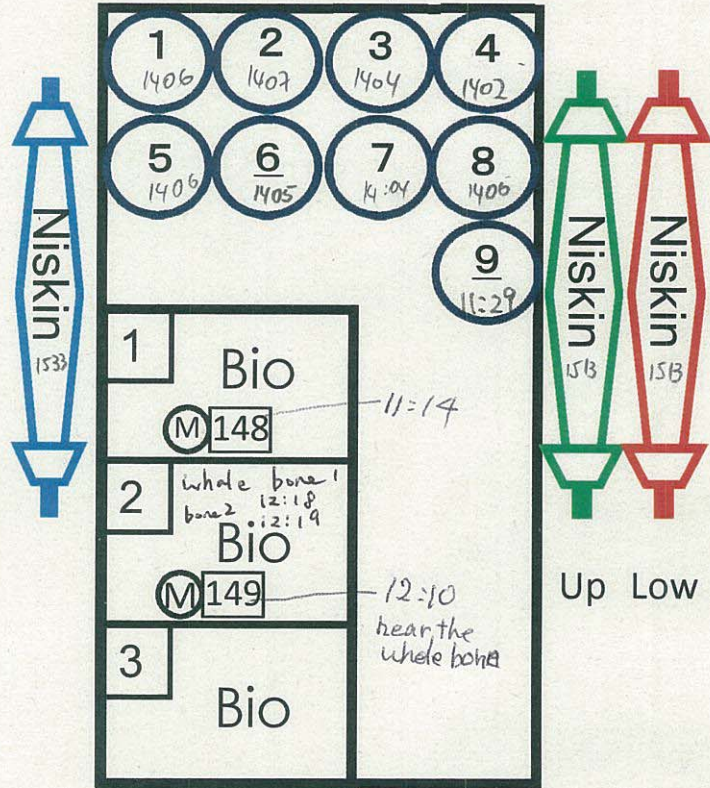 1 2 3 4
1406 1407 1404 1402
5 6 7 8
1406 1405 14:04 1406
9
11:29
Niskin
1533
Niskin
1513
Niskin
1513
1
Bio
M 148
11:14
2
whale bone 1
12:18
bone 2 12:19
Bio
M 149
12:10
near the
whale bone
3
Bio
Up Low